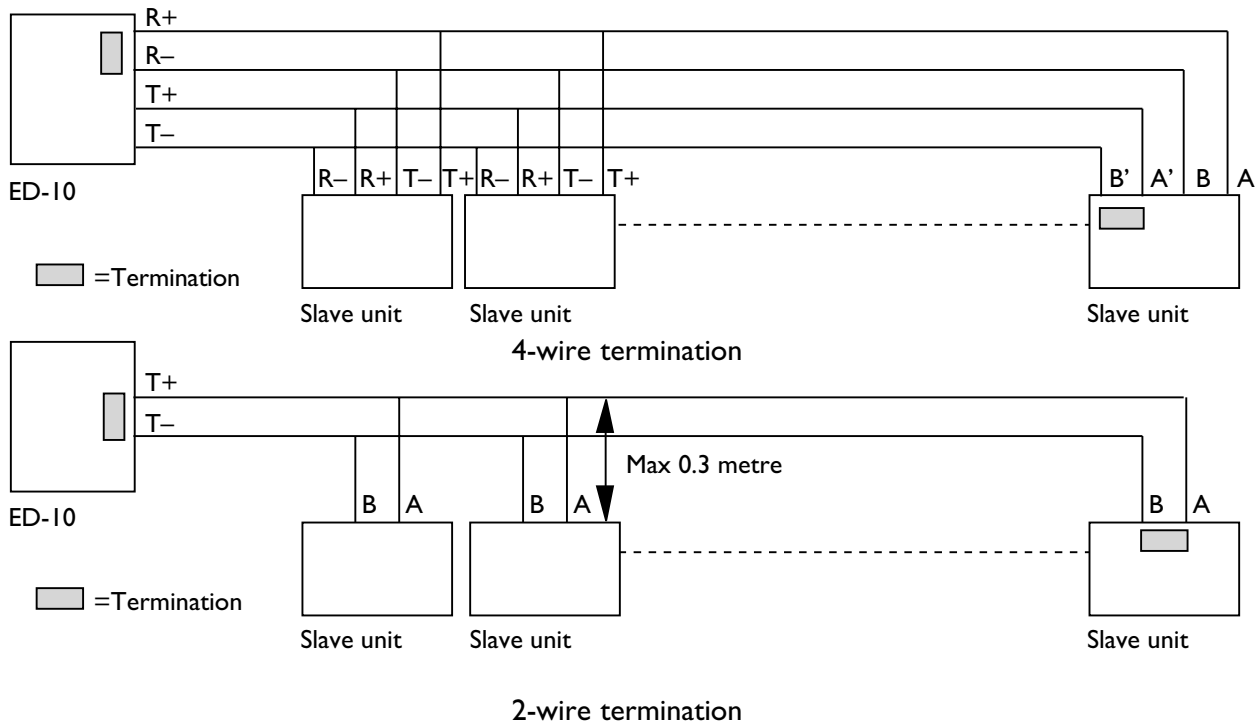 R+
R–
T+
T–
ED-10
R– R+ T– T+ R– R+ T– T+
B’ A’ B A
=Termination
Slave unit
Slave unit
Slave unit
4-wire termination
T+
T–
ED-10
Max 0.3 metre
B A
B A
B A
=Termination
Slave unit
Slave unit
Slave unit
2-wire termination